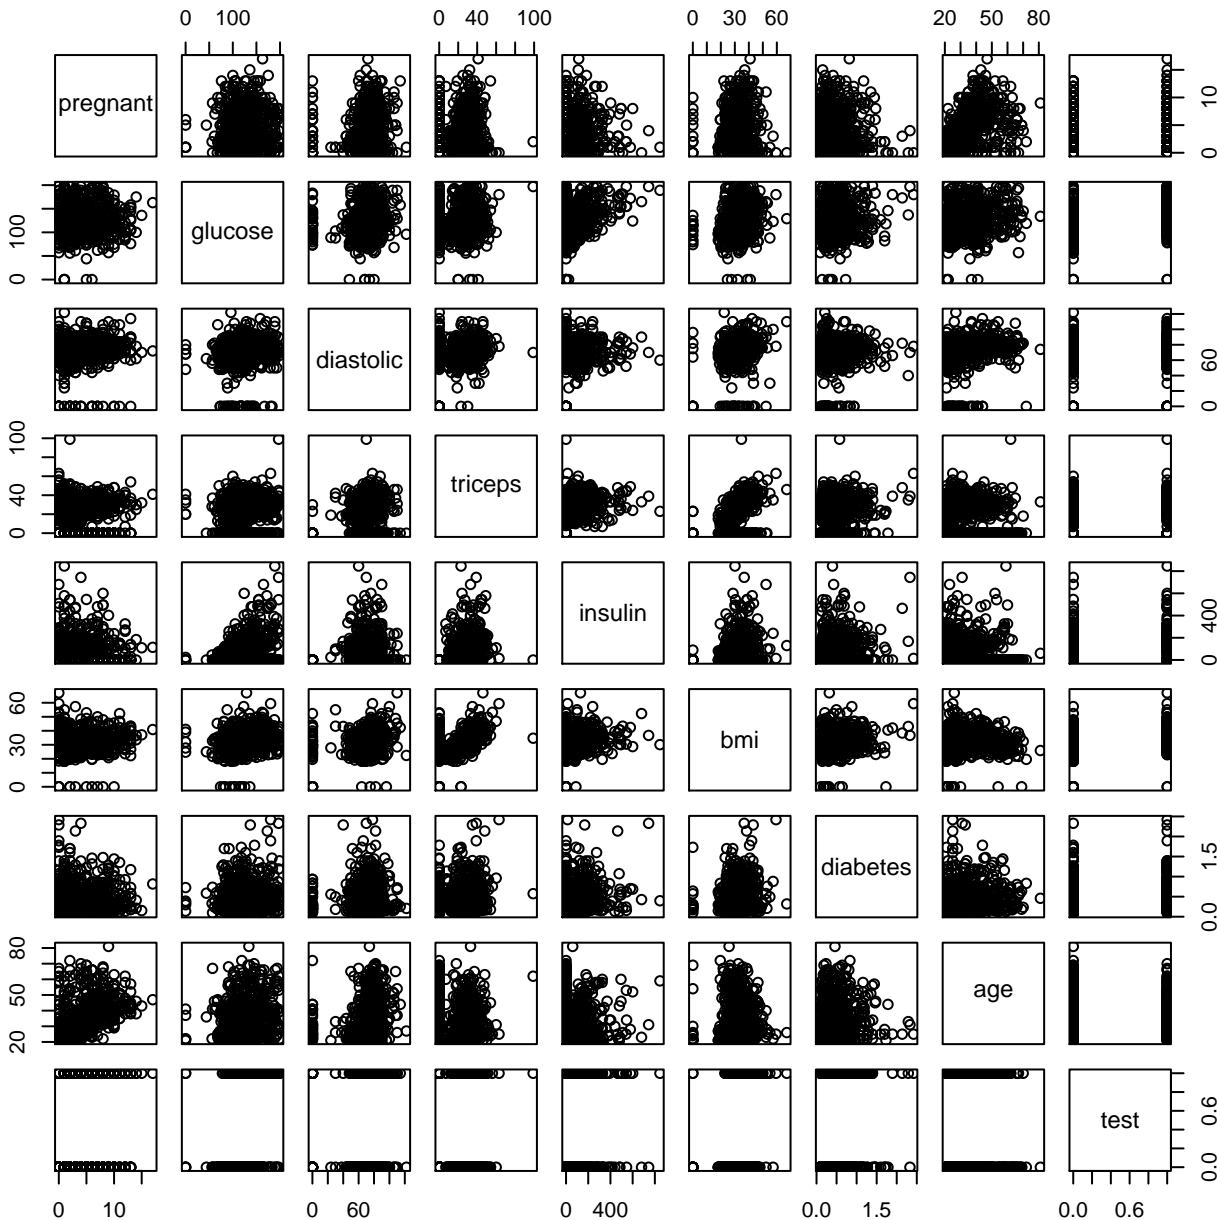 0 100 0 40 100 0 30 60 20 50 80
pregnant 0 10
0 100 glucose
diastolic 0 60
0 40 100 triceps
insulin 0 400
0 30 60 bmi
diabetes 0.0 1.5
20 50 80 age
test 0.0 0.6
0 10 0 60 0 400 0.0 1.5 0.0 0.6